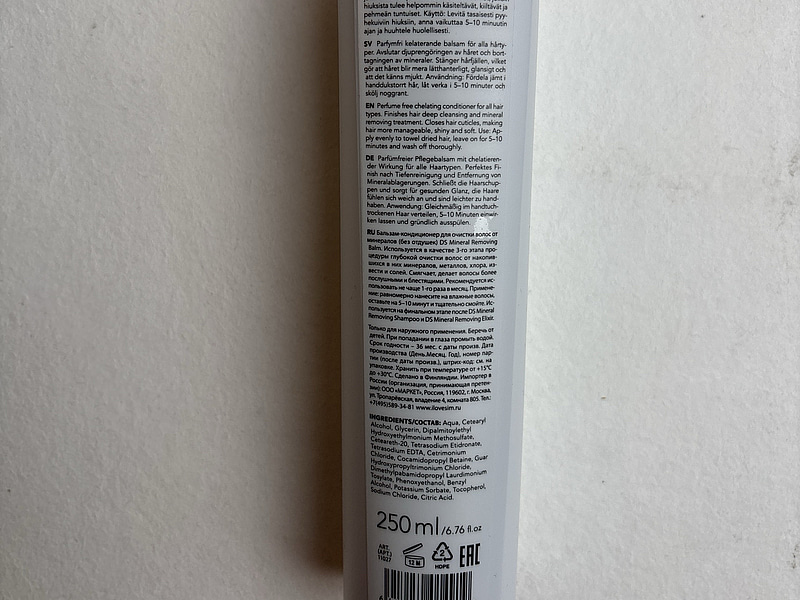 hiuksista tulee helpommin käsiteltävät, kiiltävät ja
pehmeän tuntuiset. Käyttö: Levitä tasaisesti pyy-
hekuiviin hiuksiin, anna vaikuttaa 5–10 minuutin
ajan ja huuhtele huolellisesti.
SV Parfymfri kelaterande balsam för alla hårty-
per. Avslutar djuprengöringen av håret och bort-
tagningen av mineraler. Stänger hårfjällen, vilket
gör att håret blir mera lätthanterligt, glansigt och
att det känns mjukt. Användning: Fördela jämt i
handdukstorrt hår, låt verka i 5–10 minuter och
skölj noggrant.
EN Perfume free chelating conditioner for all hair
types. Finishes hair deep cleansing and mineral
removing treatment. Closes hair cuticles, making
hair more manageable, shiny and soft. Use: Ap-
ply evenly to towel dried hair, leave on for 5–10
minutes and wash off thoroughly.
DE Parfümfreier Pflegebalsam mit chelatieren-
der Wirkung für alle Haartypen. Perfektes Fi-
nish nach Tiefenreinigung und Entfernung von
Mineralablagerungen. Schließt die Haarschup-
pen und sorgt für gesunden Glanz, die Haare
fühlen sich weich an und sind leichter zu hand-
haben. Anwendung: Gleichmäßig im handtuch-
trockenen Haar verteilen, 5–10 Minuten einwir-
ken lassen und gründlich ausspülen.
RU Бальзам-кондиционер для очистки волос от
минералов (без отдушек) DS Mineral Removing
Balm. Используется в качестве 3-го этапа про-
цедуры глубокой очистки волос от накопив-
шихся в них минералов, металлов, хлора, из-
вести и солей. Смягчает, делает волосы более
послушными и блестящими. Рекомендуется ис-
пользовать не чаще 1-го раза в месяц. Примене-
ние: равномерно нанесите на влажные волосы,
оставьте на 5–10 минут и тщательно смойте. Ис-
пользуется на финальном этапе после DS Mineral
Removing Shampoo и DS Mineral Removing Elixir.
Только для наружного применения. Беречь от
детей. При попадании в глаза промыть водой.
Срок годности – 36 мес. с даты произв. Дата
производства (День.Месяц. Год), номер пар-
тии (после даты произв.), штрих-код: см. на
упаковке. Хранить при температуре от +15°C
до +30°C. Сделано в Финляндии. Импортер в
России (организация, принимающая претен-
зии): ООО «МАРКЕТ», Россия, 119602, г. Москва,
ул. Тропарёвская, владение 4, комната 805. Тел.:
+7(495)589-34-81 www.ilovesim.ru
INGREDIENTS/СОСТАВ: Aqua, Cetearyl
Alcohol, Glycerin, Dipalmitoylethyl
Hydroxyethylmonium Methosulfate,
Ceteareth-20, Tetrasodium Etidronate,
Tetrasodium EDTA, Cetrimonium
Chloride, Cocamidopropyl Betaine, Guar
Hydroxypropyltrimonium Chloride,
Dimethylpabamidopropyl Laurdimonium
Tosylate, Phenoxyethanol, Benzyl
Alcohol, Potassium Sorbate, Tocopherol,
Sodium Chloride, Citric Acid.
250 ml/6.76 fl.oz
ART.
(АРТ.)
11027
12 M
2
HDPE
EAC